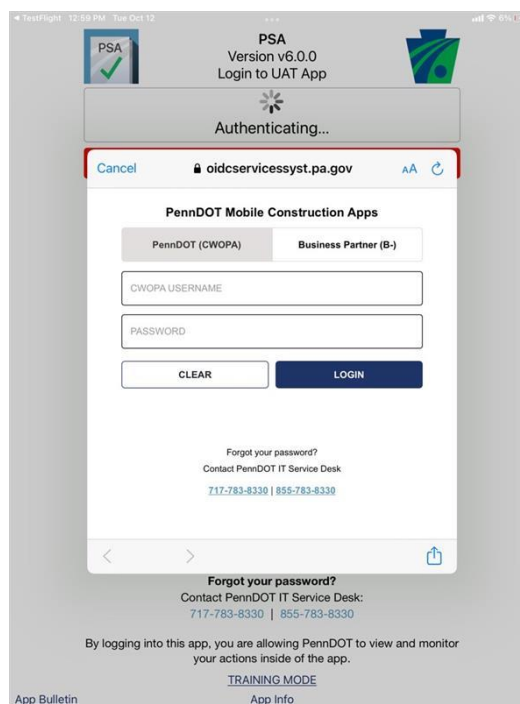 TestFlight 12:59 PM Tue Oct 12
6%
PSA
PSA
Version v6.0.0
Login to UAT App
Authenticating...
Cancel
oidcservicessyst.pa.gov
AA
PennDOT Mobile Construction Apps
PennDOT (CWOPA)
Business Partner (B-)
CWOPA USERNAME
PASSWORD
CLEAR
LOGIN
Forgot your password?
Contact PennDOT IT Service Desk
717-783-8330 | 855-783-8330
Forgot your password?
Contact PennDOT IT Service Desk:
717-783-8330 | 855-783-8330
By logging into this app, you are allowing PennDOT to view and monitor
your actions inside of the app.
TRAINING MODE
App Bulletin
App Info